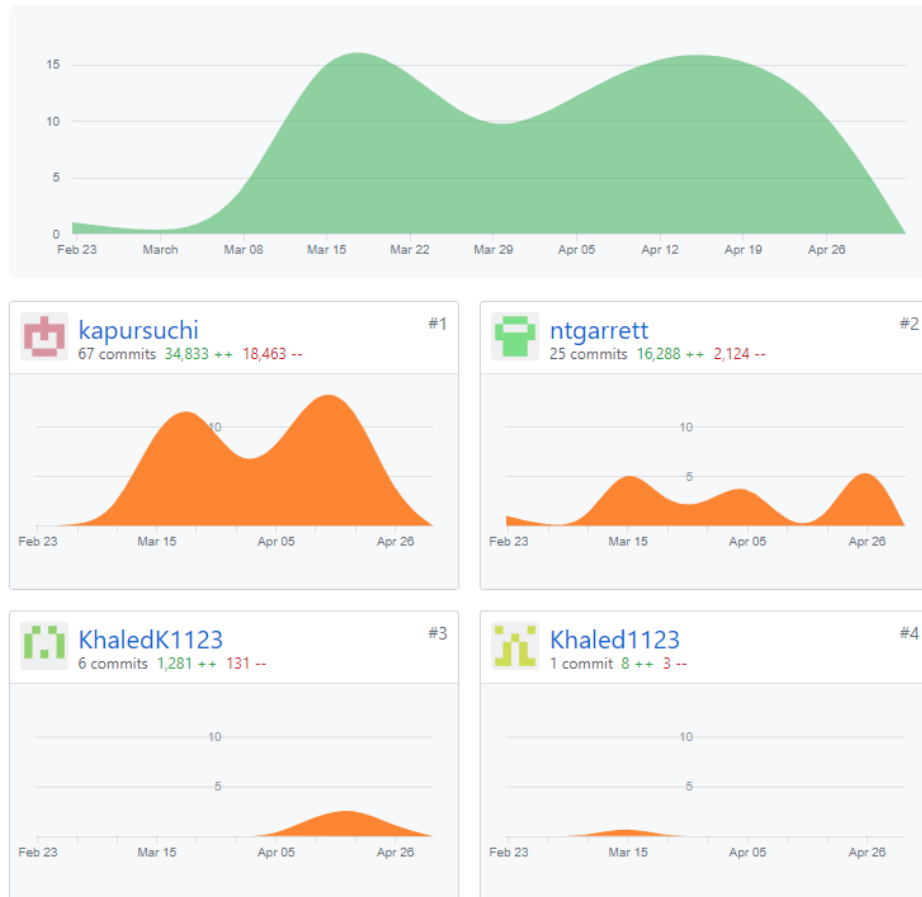 15
10
5
0
Feb 23 March Mar 08 Mar 15 Mar 22 Mar 29 Apr 05 Apr 12 Apr 19 Apr 26
kapursuchi #1
67 commits 34,833 ++ 18,463 --
10
Feb 23 Mar 15 Apr 05 Apr 26
ntgarrett #2
25 commits 16,288 ++ 2,124 --
10
5
Feb 23 Mar 15 Apr 05 Apr 26
KhaledK1123 #3
6 commits 1,281 ++ 131 --
10
5
Feb 23 Mar 15 Apr 05 Apr 26
Khaled1123 #4
1 commit 8 ++ 3 --
10
5
Feb 23 Mar 15 Apr 05 Apr 26